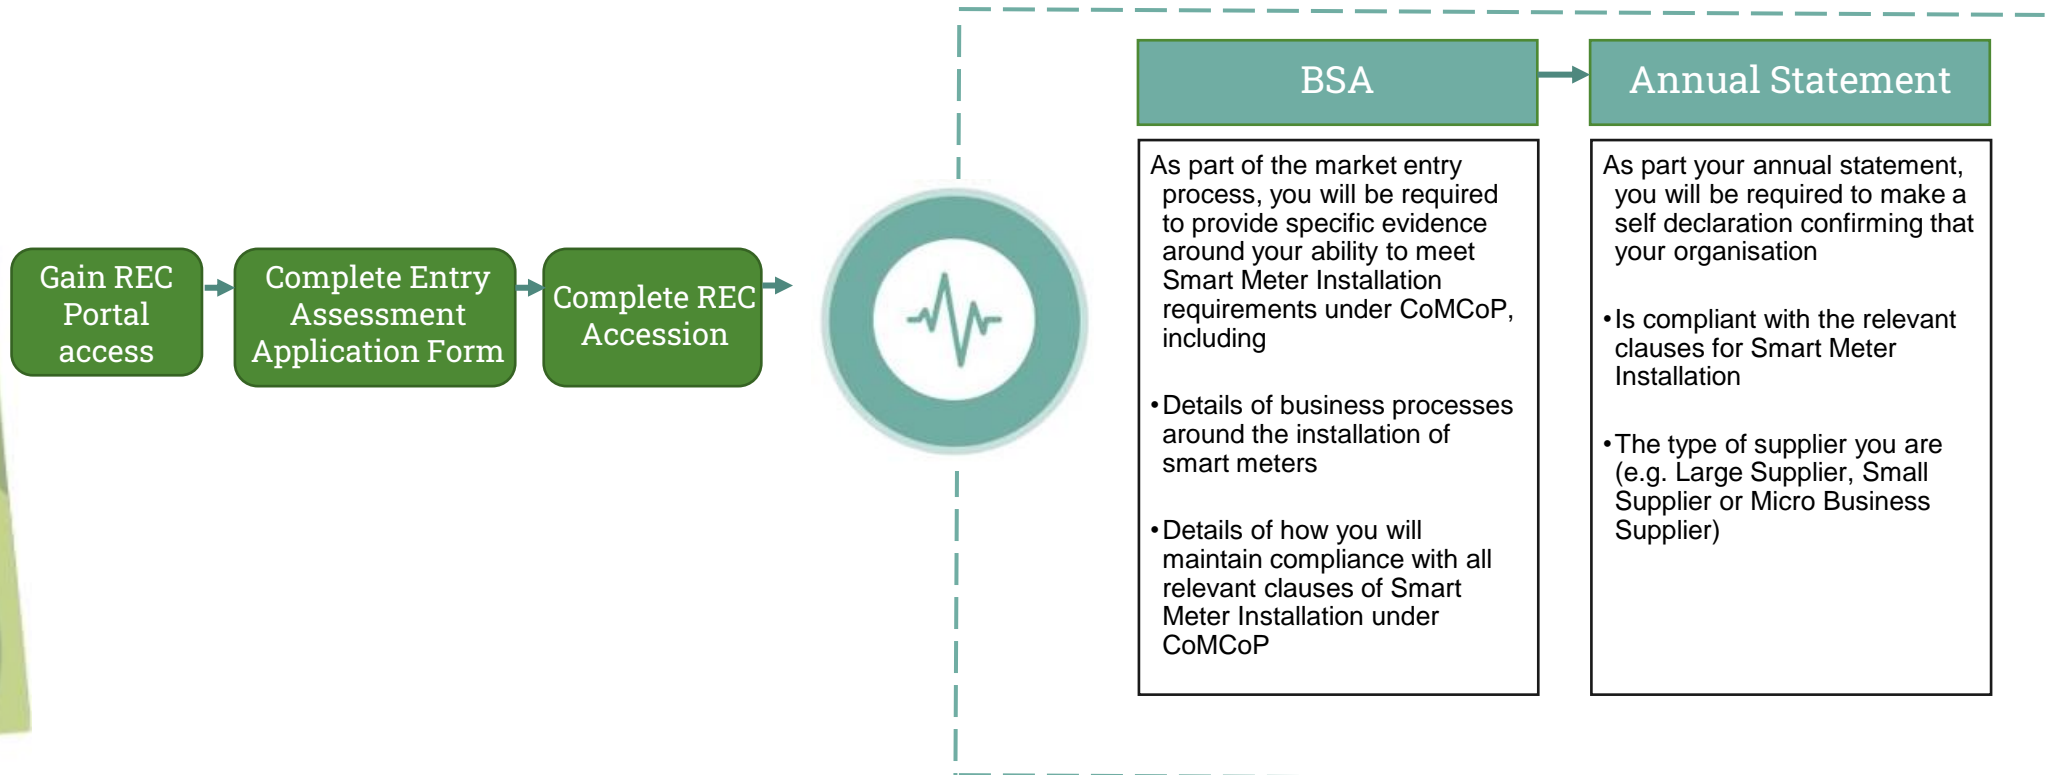 Gain REC
Portal
access
Complete Entry
Assessment
Application Form
Complete REC
Accession
BSA
As part of the market entry
process, you will be required
to provide specific evidence
around your ability to meet
Smart Meter Installation
requirements under CoMCoP,
including
•Details of business processes
around the installation of
smart meters
•Details of how you will
maintain compliance with all
relevant clauses of Smart
Meter Installation under
CoMCoP
Annual Statement
As part your annual statement,
you will be required to make a
self declaration confirming that
your organisation
•Is compliant with the relevant
clauses for Smart Meter
Installation
•The type of supplier you are
(e.g. Large Supplier, Small
Supplier or Micro Business
Supplier)